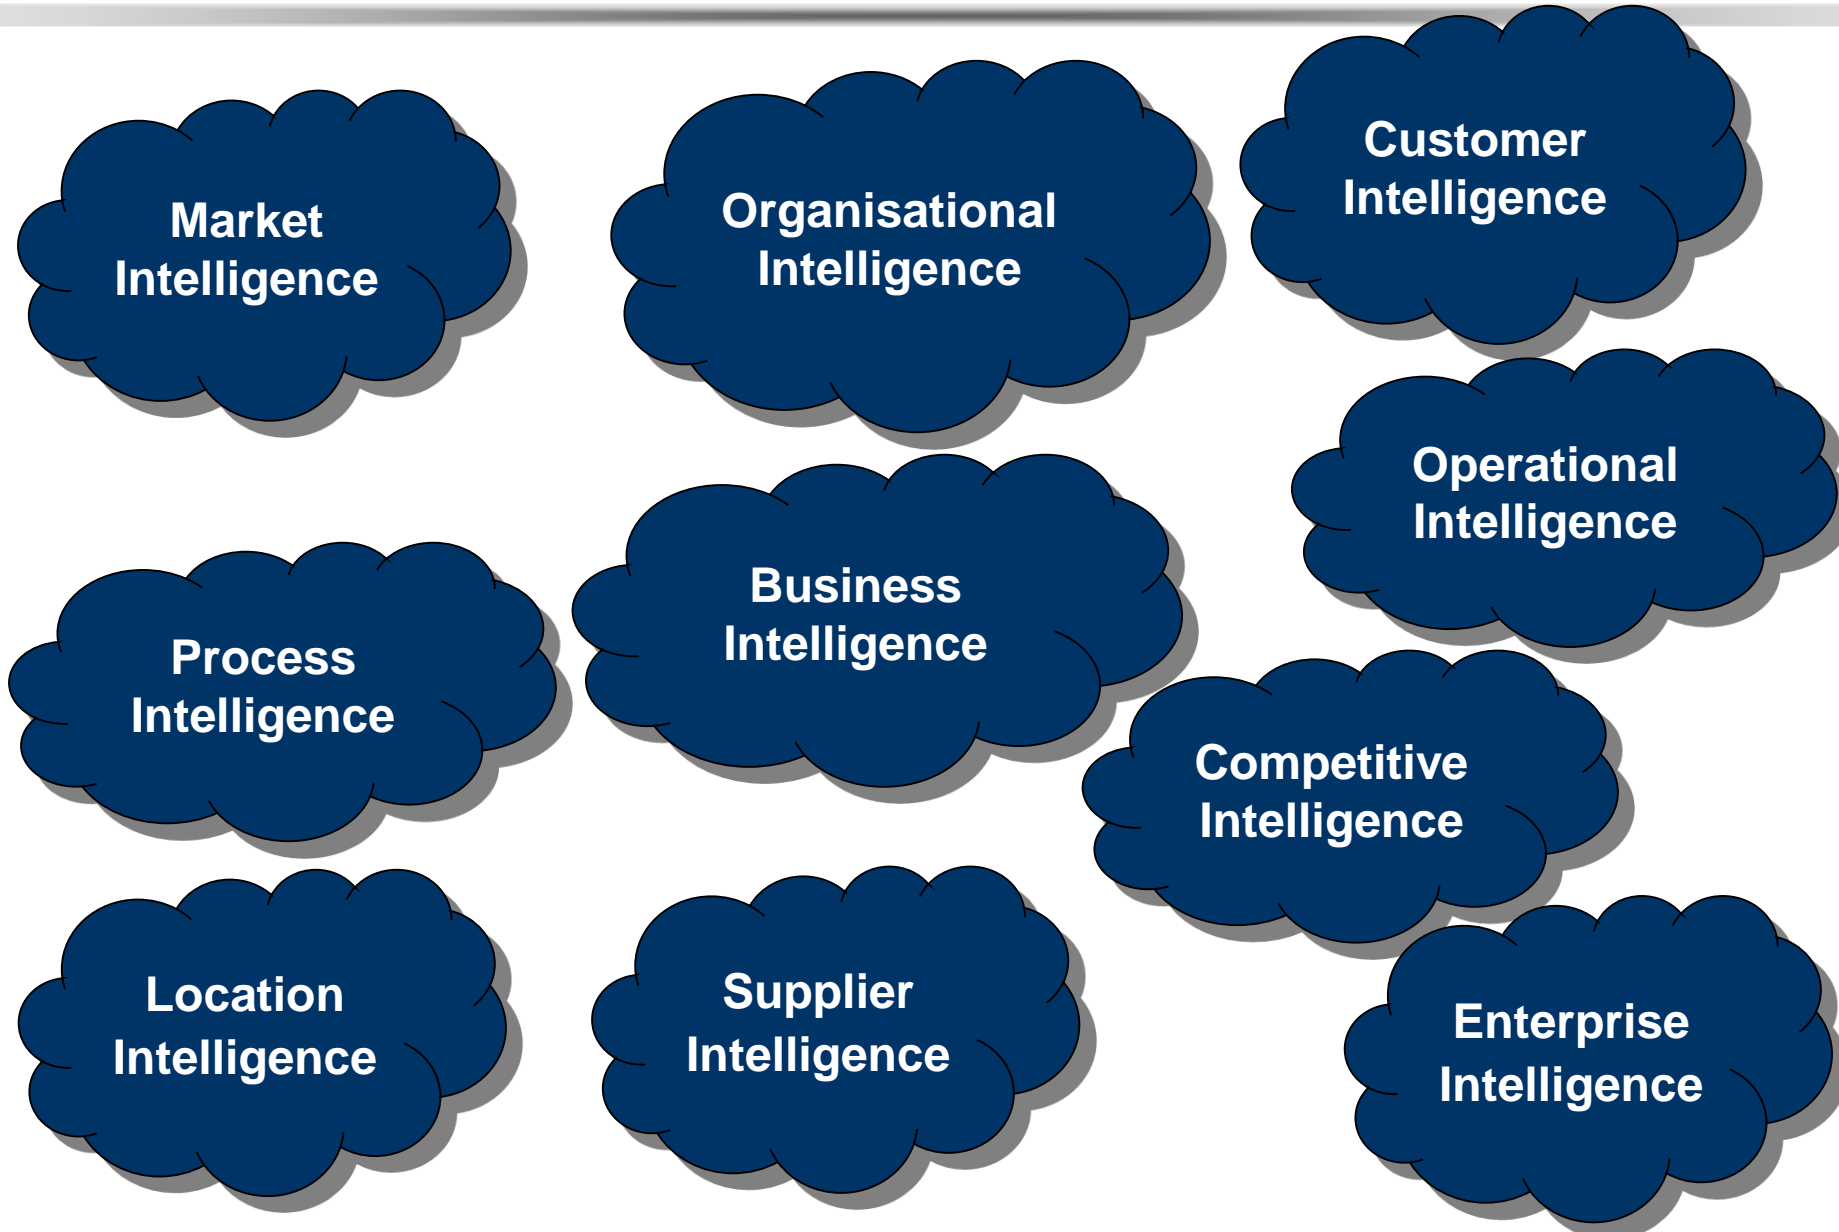 Market
Intelligence
Organisational
Intelligence
Customer
Intelligence
Operational
Intelligence
Process
Intelligence
Business
Intelligence
Competitive
Intelligence
Location
Intelligence
Supplier
Intelligence
Enterprise
Intelligence